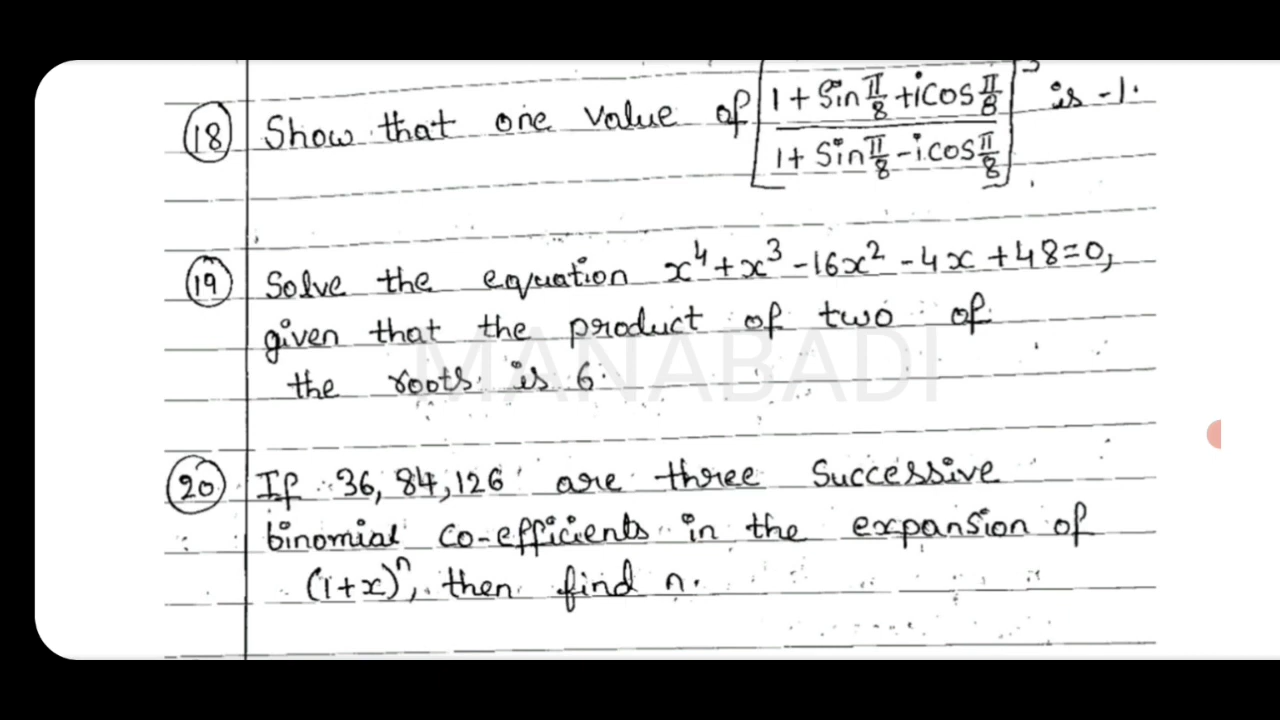 (18) Show that one value of [(1 + Sin π/8 + i cos π/8) / (1 + Sin π/8 - i cos π/8)] is -1.
(19) Solve the equation x⁴ + x³ - 16x² - 4x + 48 = 0,
given that the product of two of
the roots is 6.
MANABADI
(20) If 36, 84, 126 are three Successive
binomial co-efficients in the expansion of
(1+x)ⁿ, then find n.